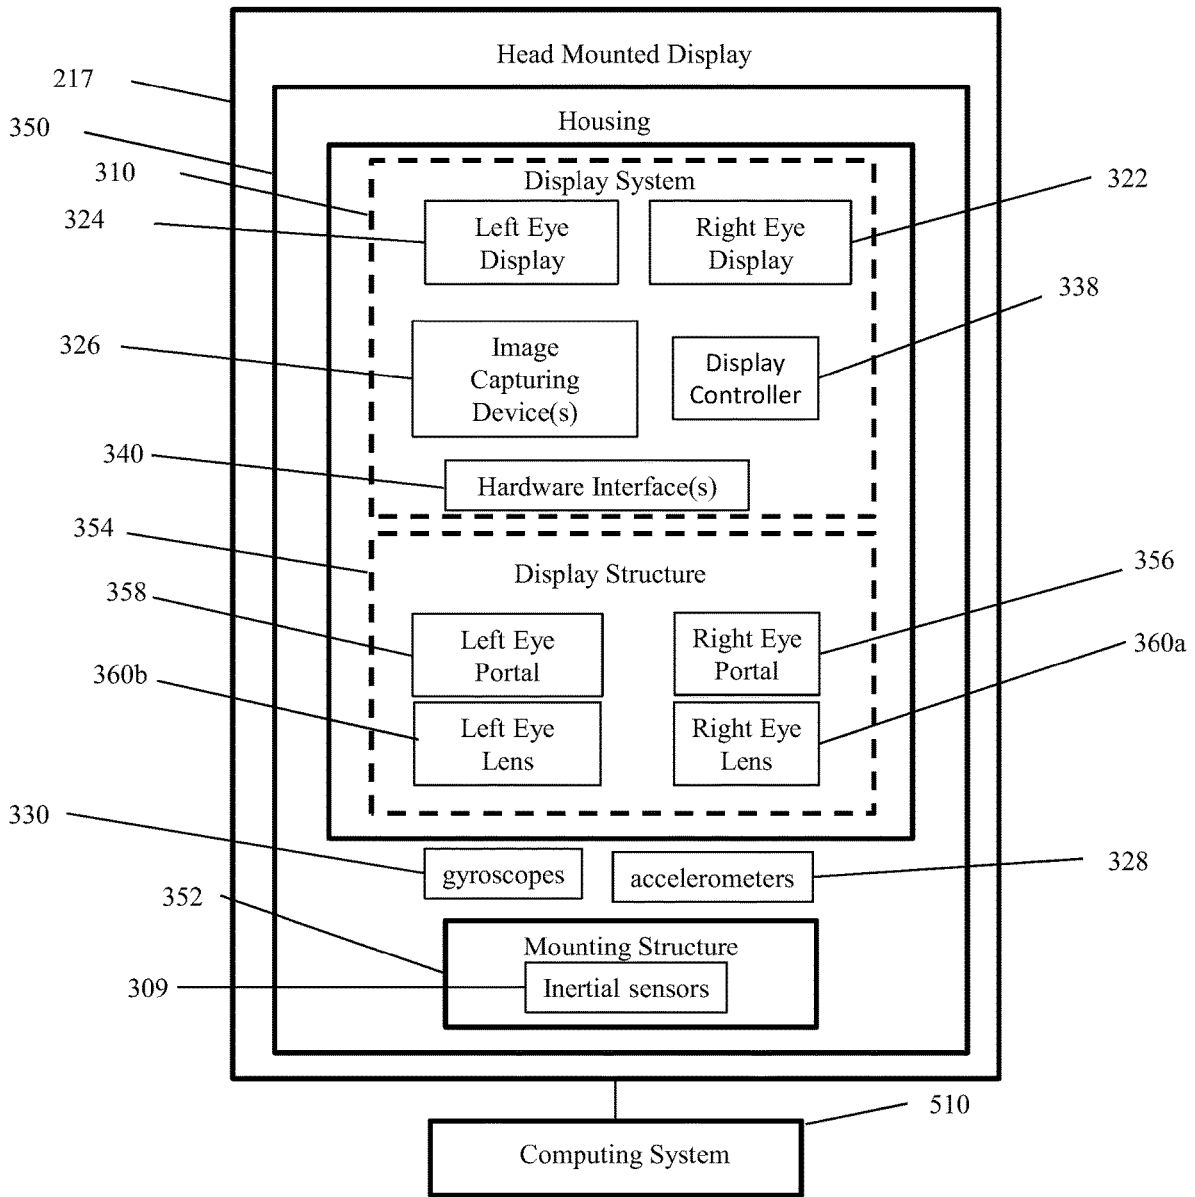 Head Mounted Display
217
350
Housing
310
Display System
322
324
Left Eye
Display
Right Eye
Display
338
326
Image
Capturing
Device(s)
Display
Controller
340
Hardware Interface(s)
354
Display Structure
356
358
Left Eye
Portal
Right Eye
Portal
360a
360b
Left Eye
Lens
Right Eye
Lens
330
gyroscopes
accelerometers
328
352
Mounting Structure
309
Inertial sensors
510
Computing System